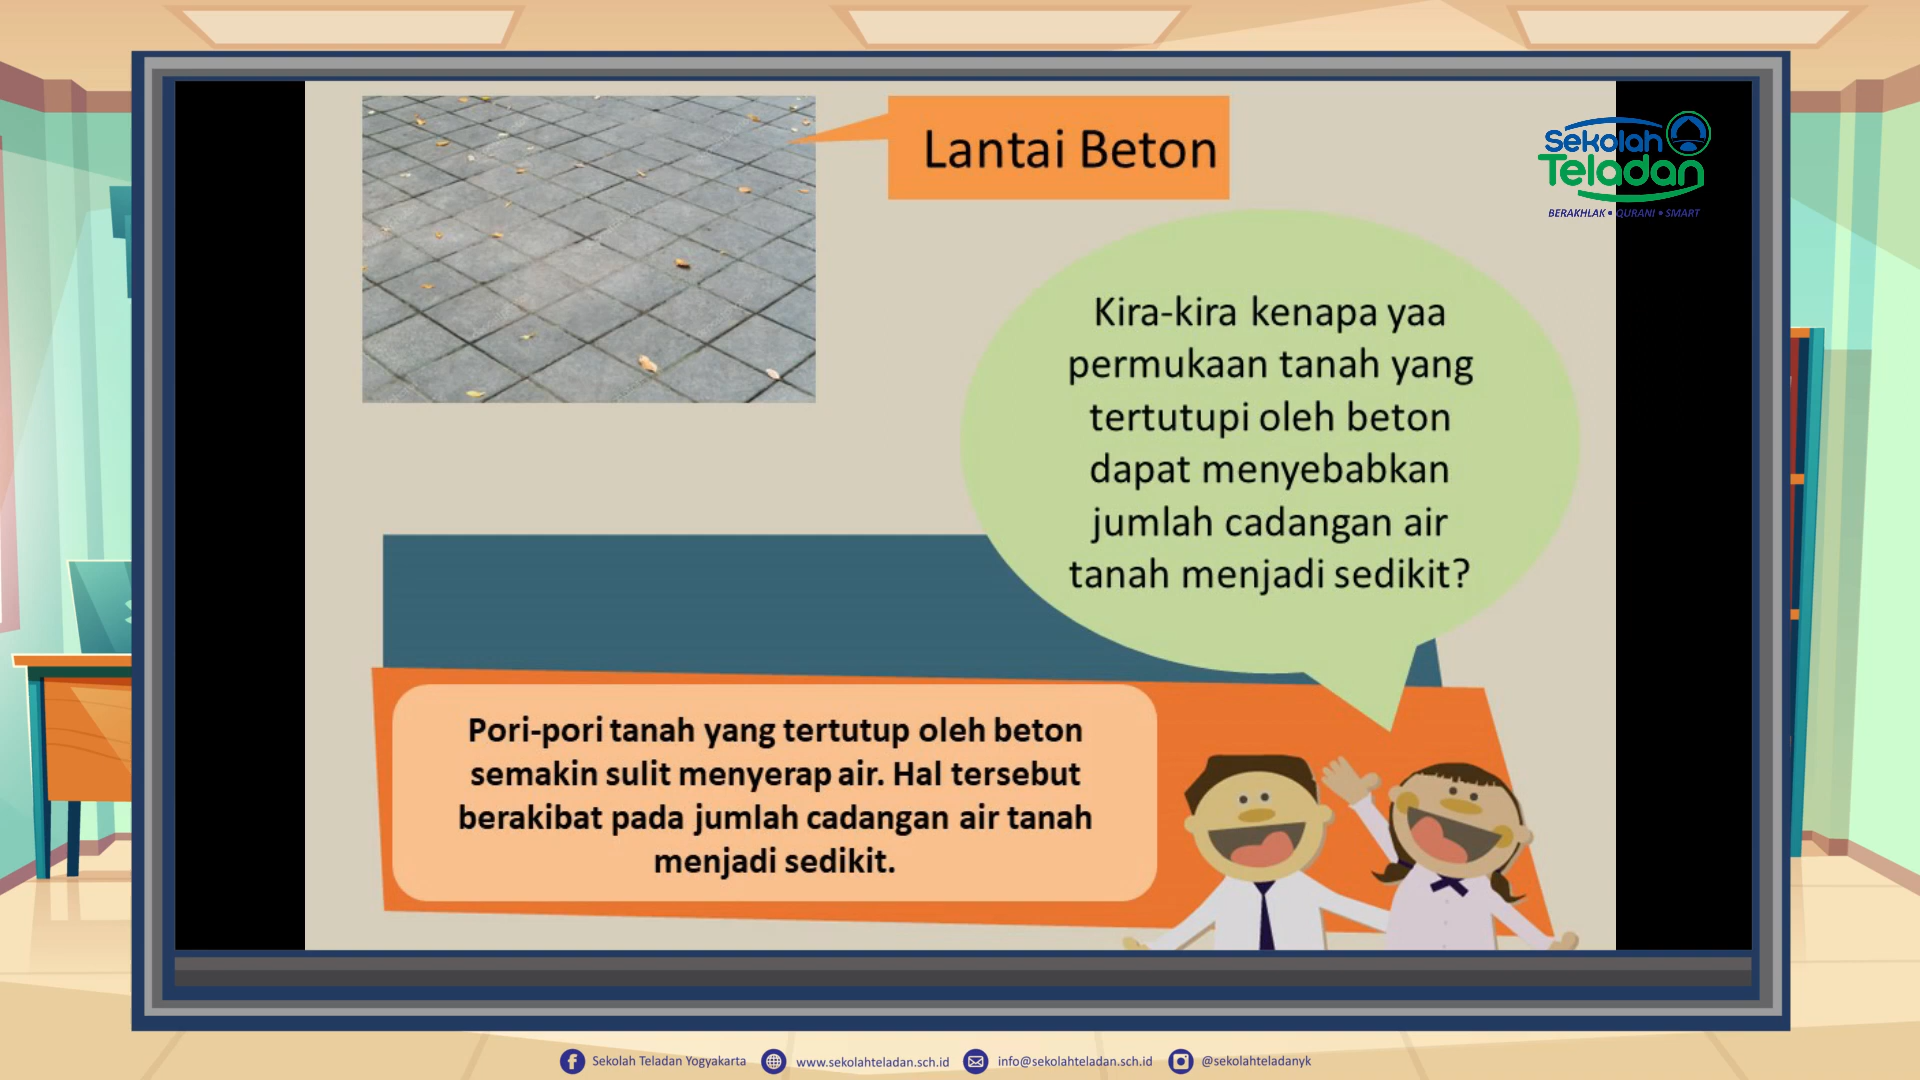 Lantai Beton
Sekolah
Teladan
BERAKHLAK • QURANI • SMART
Kira-kira kenapa yaa
permukaan tanah yang
tertutupi oleh beton
dapat menyebabkan
jumlah cadangan air
tanah menjadi sedikit?
Pori-pori tanah yang tertutup oleh beton
semakin sulit menyerap air. Hal tersebut
berakibat pada jumlah cadangan air tanah
menjadi sedikit.
Sekolah Teladan Yogyakarta www.sekolahteladan.sch.id info@sekolahteladan.sch.id @sekolahteladanyk